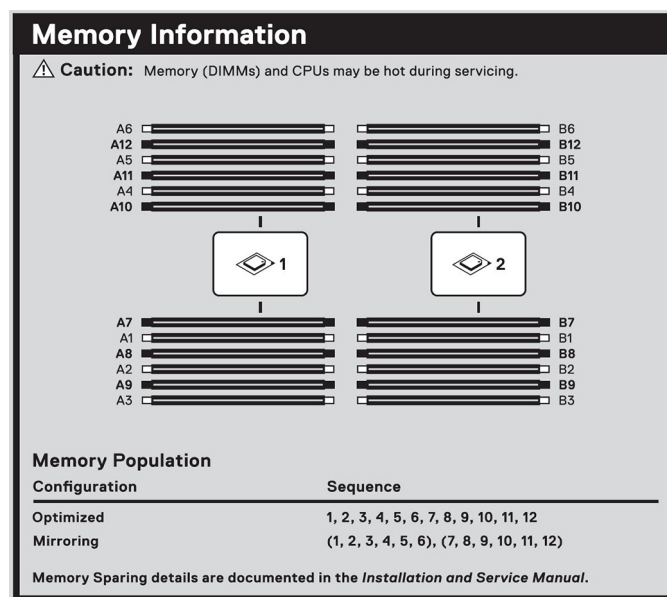 Memory Information
Caution: Memory (DIMMs) and CPUs may be hot during servicing.
A6 B6
A12 B12
A5 B5
A11 B11
A4 B4
A10 B10
1 2
A7 B7
A1 B1
A8 B8
A2 B2
A9 B9
A3 B3
Memory Population
Configuration Sequence
Optimized 1, 2, 3, 4, 5, 6, 7, 8, 9, 10, 11, 12
Mirroring (1, 2, 3, 4, 5, 6), (7, 8, 9, 10, 11, 12)
Memory Sparing details are documented in the Installation and Service Manual.